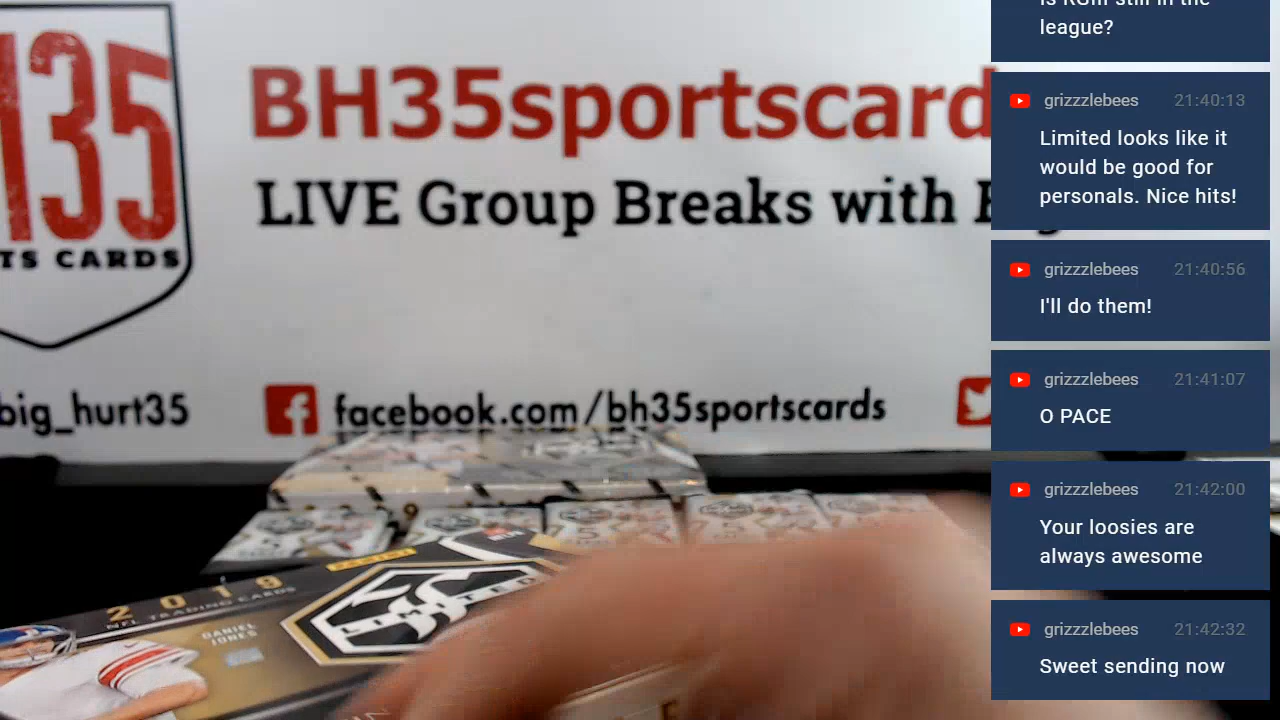 135
TS CARDS
BH35sportscard
LIVE Group Breaks with
big_hurt35
facebook.com/bh35sportscards
2019
NFL TRADING CARDS
PANINI
LIMITED
DANIEL
JONES
league?
grizzzlebees 21:40:13
Limited looks like it
would be good for
personals. Nice hits!
grizzzlebees 21:40:56
I'll do them!
grizzzlebees 21:41:07
O PACE
grizzzlebees 21:42:00
Your loosies are
always awesome
grizzzlebees 21:42:32
Sweet sending now